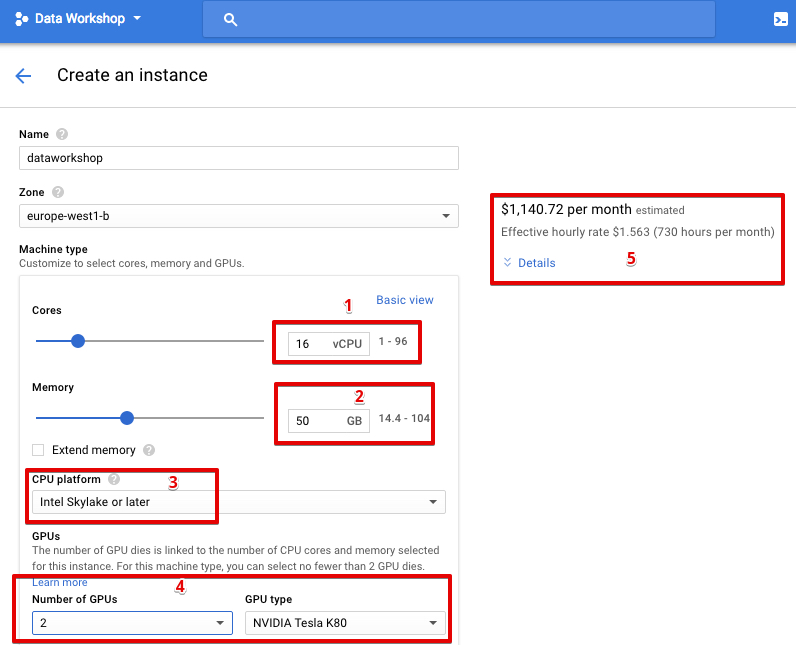 Data Workshop
Create an instance
Name
dataworkshop
Zone
europe-west1-b
Machine type
Customize to select cores, memory and GPUs.
Basic view
Cores
1
16 vCPU 1 - 96
Memory
2
50 GB 14.4 - 104
Extend memory
CPU platform
3
Intel Skylake or later
GPUs
The number of GPU dies is linked to the number of CPU cores and memory selected
for this instance. For this machine type, you can select no fewer than 2 GPU dies.
Learn more
4
Number of GPUs GPU type
2 NVIDIA Tesla K80
$1,140.72 per month estimated
Effective hourly rate $1.563 (730 hours per month)
Details
5